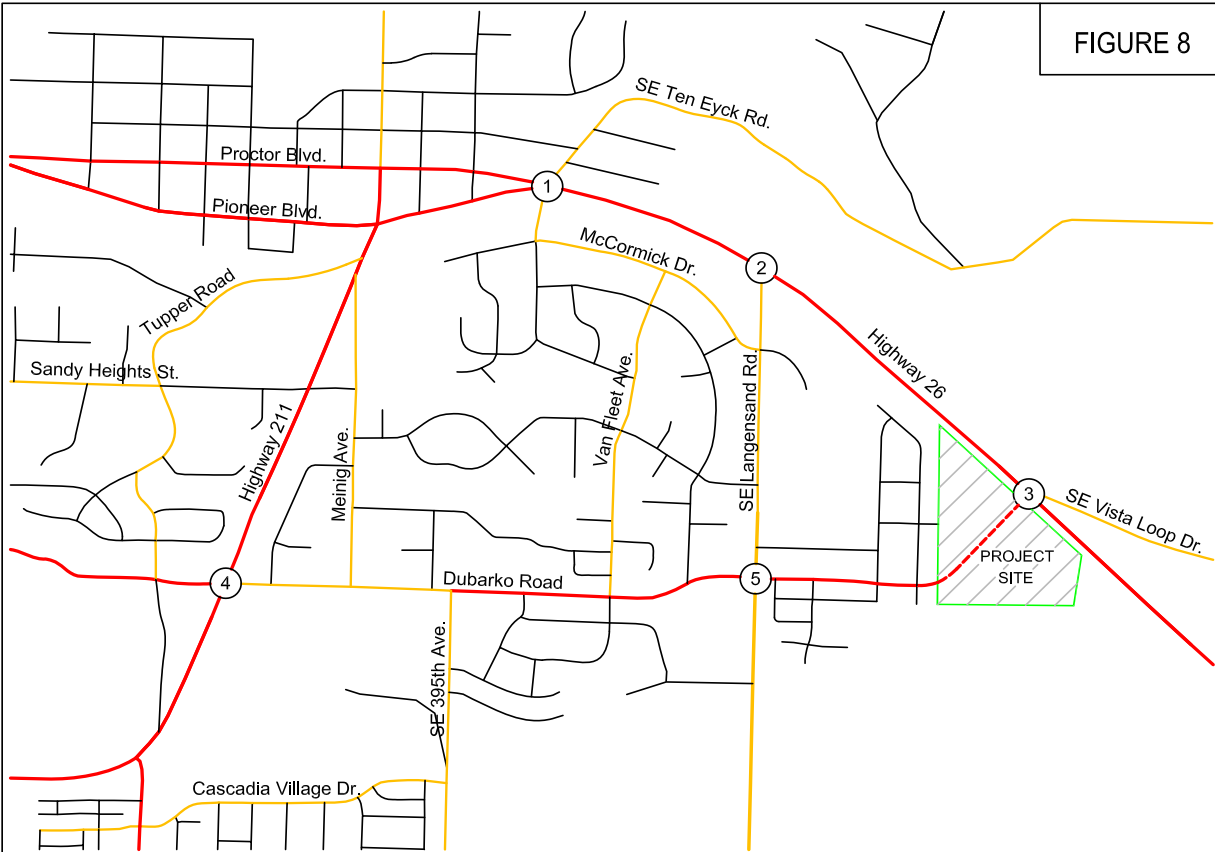 FIGURE 8
SE Ten Eyck Rd.
Proctor Blvd.
1
Pioneer Blvd.
McCormick Dr.
2
Tupper Road
Highway 26
Sandy Heights St.
SE Langensand Rd.
Van Fleet Ave.
Highway 211
Meinig Ave.
3
SE Vista Loop Dr.
PROJECT
SITE
4
Dubarko Road
5
SE 395th Ave.
Cascadia Village Dr.